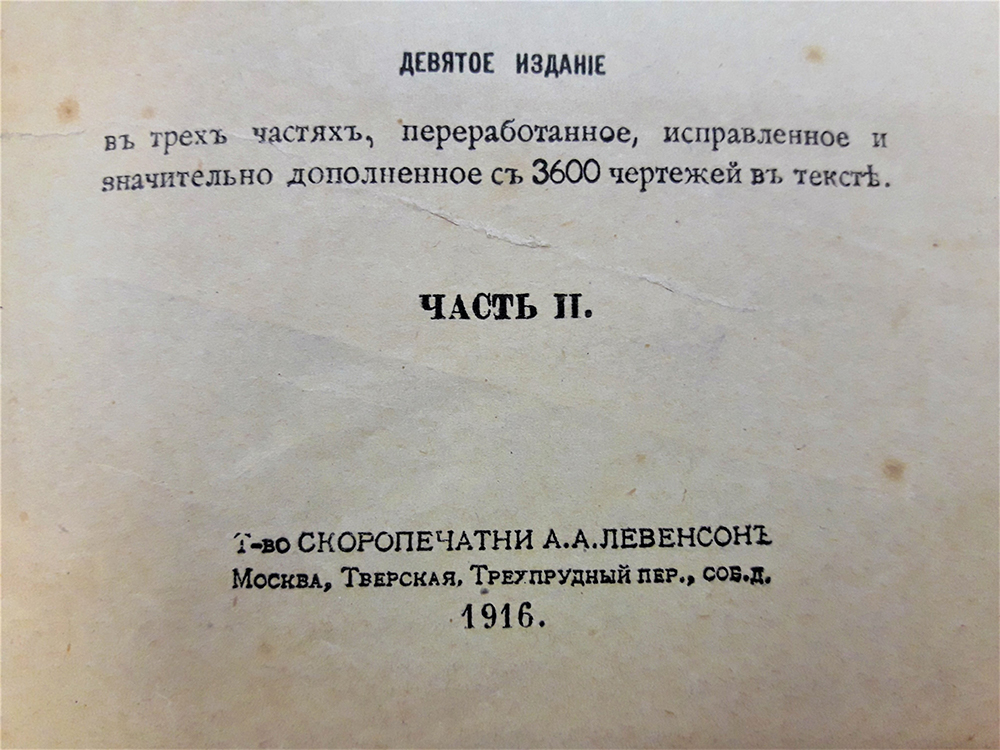 ДЕВЯТОЕ ИЗДАНІЕ
въ трехъ частяхъ, переработанное, исправленное и
значительно дополненное съ 3600 чертежей въ текстѣ.
ЧАСТЬ II.
Т-во СКОРОПЕЧАТНИ А.А.ЛЕВЕНСОНЪ
Москва, Тверская, Трехпрудный пер., соб.д.
1916.